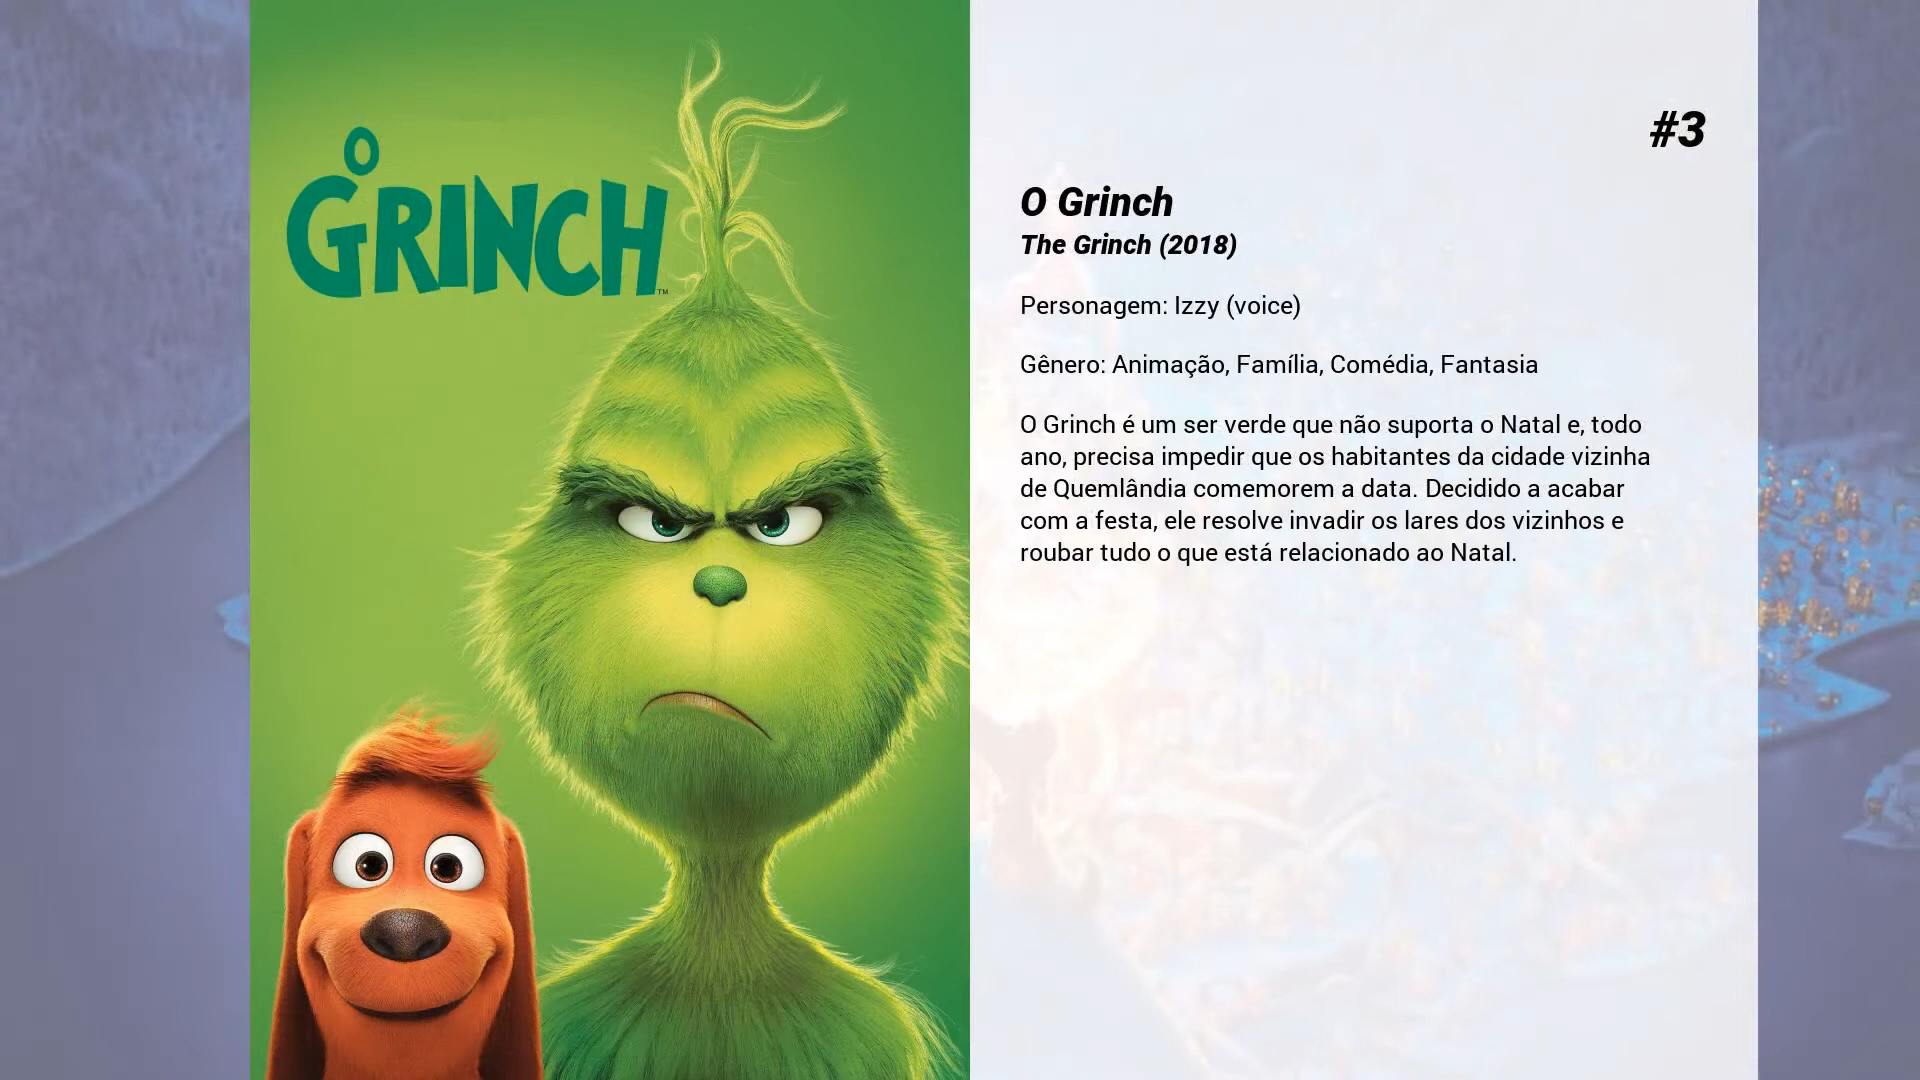 O
GRINCH
TM
#3
O Grinch
The Grinch (2018)
Personagem: Izzy (voice)
Gênero: Animação, Família, Comédia, Fantasia
O Grinch é um ser verde que não suporta o Natal e, todo
ano, precisa impedir que os habitantes da cidade vizinha
de Quemlândia comemorem a data. Decidido a acabar
com a festa, ele resolve invadir os lares dos vizinhos e
roubar tudo o que está relacionado ao Natal.